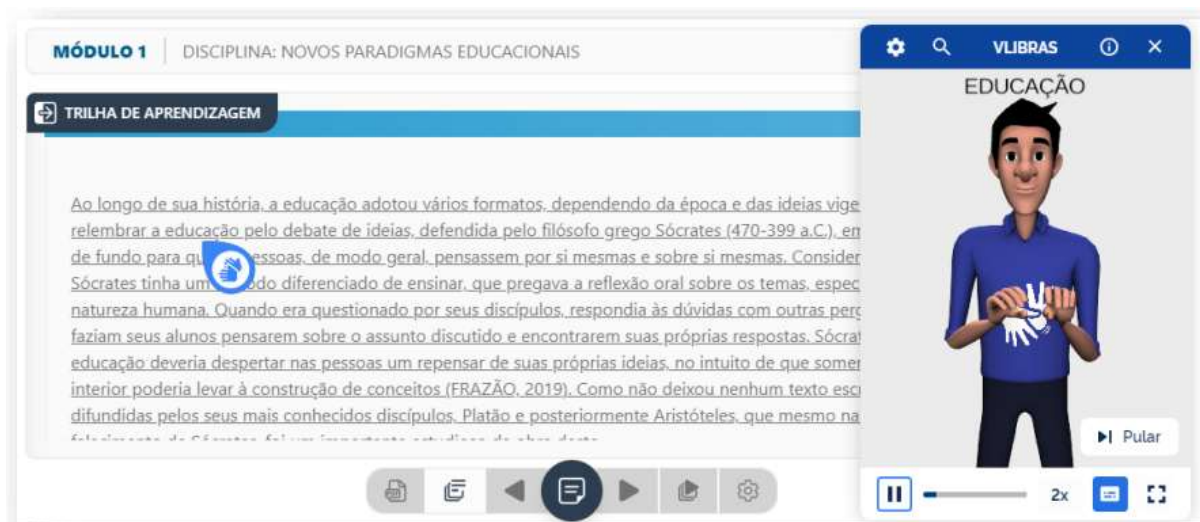 MÓDULO 1 | DISCIPLINA: NOVOS PARADIGMAS EDUCACIONAIS
TRILHA DE APRENDIZAGEM
Ao longo de sua história, a educação adotou vários formatos, dependendo da época e das ideias vige
relembrar a educação pelo debate de ideias, defendida pelo filósofo grego Sócrates (470-399 a.C.), em
de fundo para qu essoas, de modo geral, pensassem por si mesmas e sobre si mesmas. Consider
Sócrates tinha um do diferenciado de ensinar, que pregava a reflexão oral sobre os temas, espec
natureza humana. Quando era questionado por seus discípulos, respondia às dúvidas com outras perg
faziam seus alunos pensarem sobre o assunto discutido e encontrarem suas próprias respostas. Sócrat
educação deveria despertar nas pessoas um repensar de suas próprias ideias, no intuito de que somen
interior poderia levar à construção de conceitos (FRAZÃO, 2019). Como não deixou nenhum texto escr
difundidas pelos seus mais conhecidos discípulos, Platão e posteriormente Aristóteles, que mesmo na
VLIBRAS
EDUCAÇÃO
Pular
2x